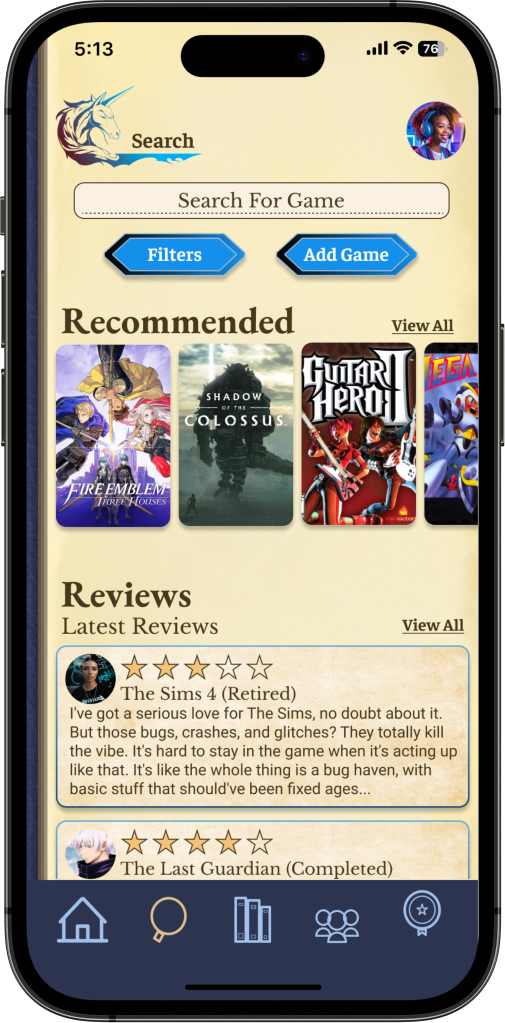 5:13
76
Search
Search For Game
Filters
Add Game
Recommended
View All
FIRE EMBLEM
THREE HOUSES
SHADOW
OF THE
COLOSSUS
GUITAR
HERO II
redoctane
Reviews
Latest Reviews
View All
The Sims 4 (Retired)
I've got a serious love for The Sims, no doubt about it.
But those bugs, crashes, and glitches? They totally kill
the vibe. It's hard to stay in the game when it's acting up
like that. It's like the whole thing is a bug haven, with
basic stuff that should've been fixed ages...
The Last Guardian (Completed)